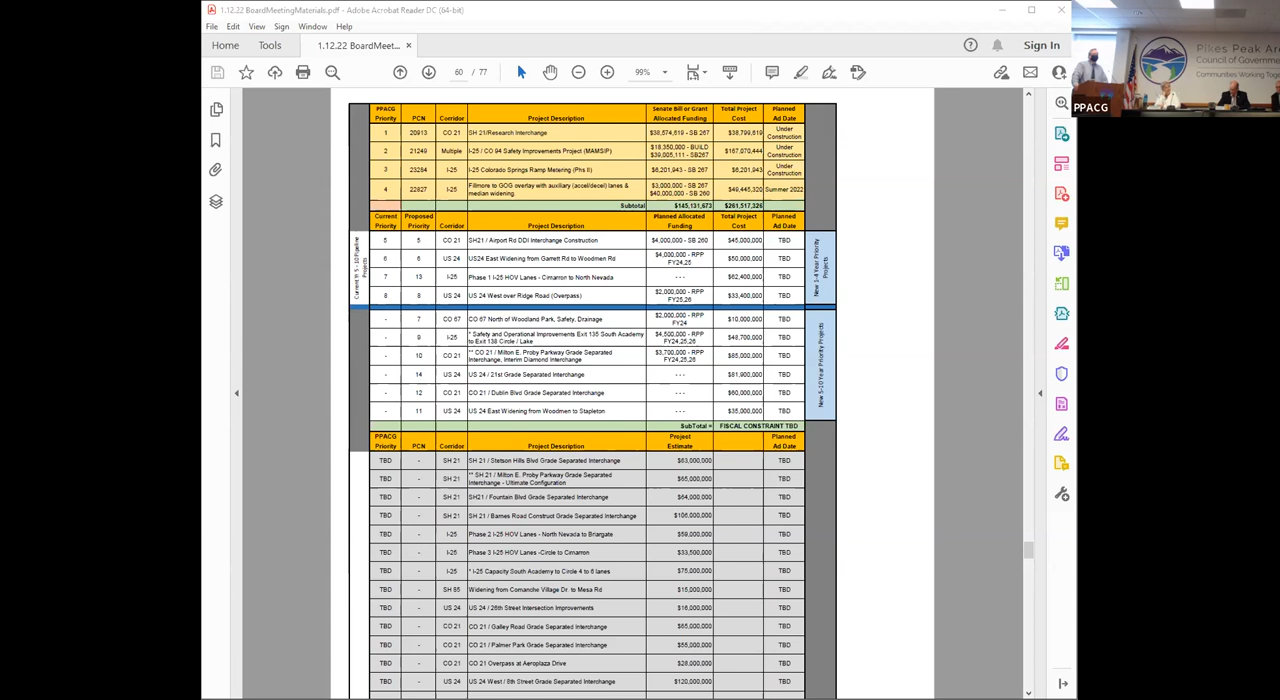 1.12.22 BoardMeetingMaterials.pdf - Adobe Acrobat Reader DC (64-bit)
File Edit View Sign Window Help
Home Tools 1.12.22 BoardMeet... × Sign In
60 / 77 99%
Pikes Peak Are
Council of Governme
Communities Working Toge
PPACG
PPACG Priority PCN Corridor Project Description Senate Bill or Grant Allocated Funding Total Project Cost Planned Ad Date
1 20913 CO 21 SH 21/Research Interchange $38,574,619 - SB 267 $38,799,619 Under Construction
2 21249 Multiple I-25 / CO 94 Safety Improvements Project (MAMSIP) $18,350,000 - BUILD $39,005,111 - SB267 $167,070,444 Under Construction
3 23284 I-25 I-25 Colorado Springs Ramp Metering (Phs II) $6,201,943 - SB 267 $6,201,943 Under Construction
4 22827 I-25 Fillmore to GOG overlay with auxiliary (accel/decel) lanes & median widening. $3,000,000 - SB 267 $40,000,000 - SB 260 $49,445,320 Summer 2022
Subtotal $145,131,673 $261,517,326
Current Priority Proposed Priority Corridor Project Description Planned Allocated Funding Total Project Cost Planned Ad Date
Current Yr 5 - 10 Pipeline Projects
New 1-4 Year Priority Projects
5 5 CO 21 SH21 / Airport Rd DDI Interchange Construction $4,000,000 - SB 260 $45,000,000 TBD
6 6 US 24 US24 East Widening from Garrett Rd to Woodmen Rd $4,000,000 - RPP FY24,25 $50,000,000 TBD
7 13 I-25 Phase 1 I-25 HOV Lanes - Cimarron to North Nevada - - - $62,400,000 TBD
8 8 US 24 US 24 West over Ridge Road (Overpass) $2,000,000 - RPP FY25,26 $33,400,000 TBD
New 5-10 Year Priority Projects
- 7 CO 67 CO 67 North of Woodland Park, Safety, Drainage $2,000,000 - RPP FY24 $10,000,000 TBD
- 9 I-25 * Safety and Operational Improvements Exit 135 South Academy to Exit 138 Circle / Lake $4,500,000 - RPP FY24,25,26 $48,700,000 TBD
- 10 CO 21 ** CO 21 / Milton E. Proby Parkway Grade Separated Interchange, Interim Diamond Interchange $3,700,000 - RPP FY24,25,26 $85,000,000 TBD
- 14 US 24 US 24 / 21st Grade Separated Interchange - - - $81,900,000 TBD
- 12 CO 21 CO 21 / Dublin Blvd Grade Separated Interchange - - - $60,000,000 TBD
- 11 US 24 US 24 East Widening from Woodmen to Stapleton - - - $35,000,000 TBD
SubTotal = FISCAL CONSTRAINT TBD
PPACG Priority PCN Corridor Project Description Project Estimate Planned Ad Date
TBD - SH 21 SH 21 / Stetson Hills Blvd Grade Separated Interchange $63,000,000 TBD
TBD - SH 21 ** SH 21 / Milton E. Proby Parkway Grade Separated Interchange - Ultimate Configuration $65,000,000 TBD
TBD - SH 21 SH21 / Fountain Blvd Grade Separated Interchange $64,000,000 TBD
TBD - SH 21 SH 21 / Barnes Road Construct Grade Separated Interchange $106,000,000 TBD
TBD - I-25 Phase 2 I-25 HOV Lanes - North Nevada to Briargate $59,000,000 TBD
TBD - I-25 Phase 3 I-25 HOV Lanes -Circle to Cimarron $33,500,000 TBD
TBD - I-25 * I-25 Capacity South Academy to Circle 4 to 6 lanes $75,000,000 TBD
TBD - SH 85 Widening from Comanche Village Dr. to Mesa Rd $15,000,000 TBD
TBD - US 24 US 24 / 26th Street Intersection Improvements $16,000,000 TBD
TBD - CO 21 CO 21 / Galley Road Grade Separated Interchange $65,000,000 TBD
TBD - CO 21 CO 21 / Palmer Park Grade Separated Interchange $55,000,000 TBD
TBD - CO 21 CO 21 Overpass at Aeroplaza Drive $28,000,000 TBD
TBD - US 24 US 24 West / 8th Street Grade Separated Interchange $120,000,000 TBD